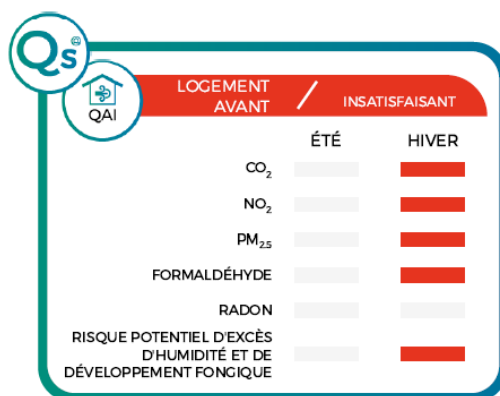 Qs
QAI
LOGEMENT
AVANT
/ INSATISFAISANT
ÉTÉ HIVER
CO₂
NO₂
PM₂.₅
FORMALDÉHYDE
RADON
RISQUE POTENTIEL D'EXCÈS
D'HUMIDITÉ ET DE
DÉVELOPPEMENT FONGIQUE